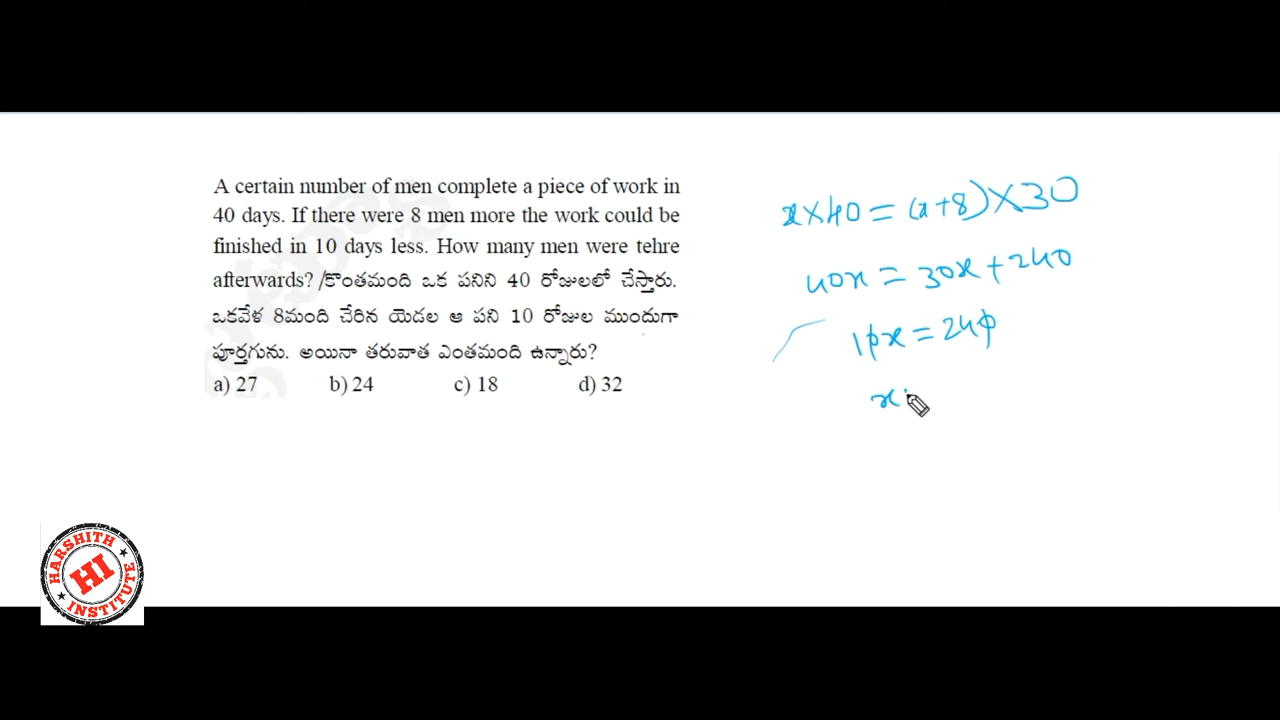 A certain number of men complete a piece of work in
40 days. If there were 8 men more the work could be
finished in 10 days less. How many men were tehre
afterwards? /కొంతమంది ఒక పనిని 40 రోజులలో చేస్తారు.
ఒకవేళ 8మంది చేరిన యెడల ఆ పని 10 రోజుల ముందుగా
పూర్తగును. అయినా తరువాత ఎంతమంది ఉన్నారు?
a) 27 b) 24 c) 18 d) 32
x×40 = (x+8)×30
40x = 30x+240
10x = 240
x
HARSHITH
HI
INSTITUTE